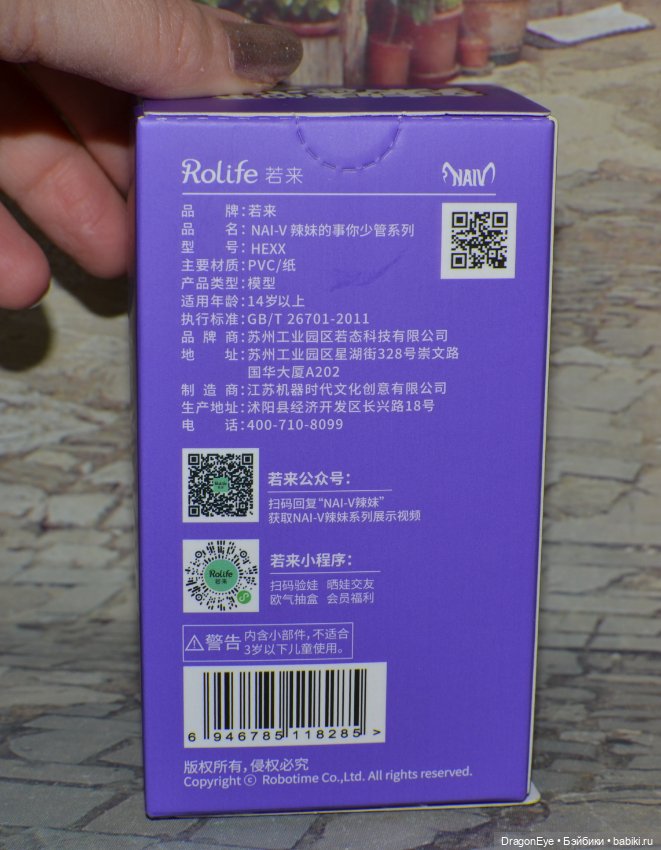 Rolife 若来 NAIV
品 牌：若来
品 名：NAI-V 辣妹的事你少管系列
型 号：HEXX
主要材质：PVC/纸
产品类型：模型
适用年龄：14岁以上
执行标准：GB/T 26701-2011
品 牌 商：苏州工业园区若态科技有限公司
地 址：苏州工业园区星湖街328号崇文路
国华大厦A202
制 造 商：江苏机器时代文化创意有限公司
生产地址：沭阳县经济开发区长兴路18号
电 话：400-710-8099
若来公众号：
扫码回复“NAI-V辣妹”
获取NAI-V辣妹系列展示视频
Rolife
若来
若来小程序：
扫码验娃 晒娃交友
欧气抽盒 会员福利
警告 内含小部件，不适合
3岁以下儿童使用。
6 946785 118285 >
版权所有，侵权必究
Copyright © Robotime Co.,Ltd. All rights reserved.
DragonEye • Бэйбики • babiki.ru